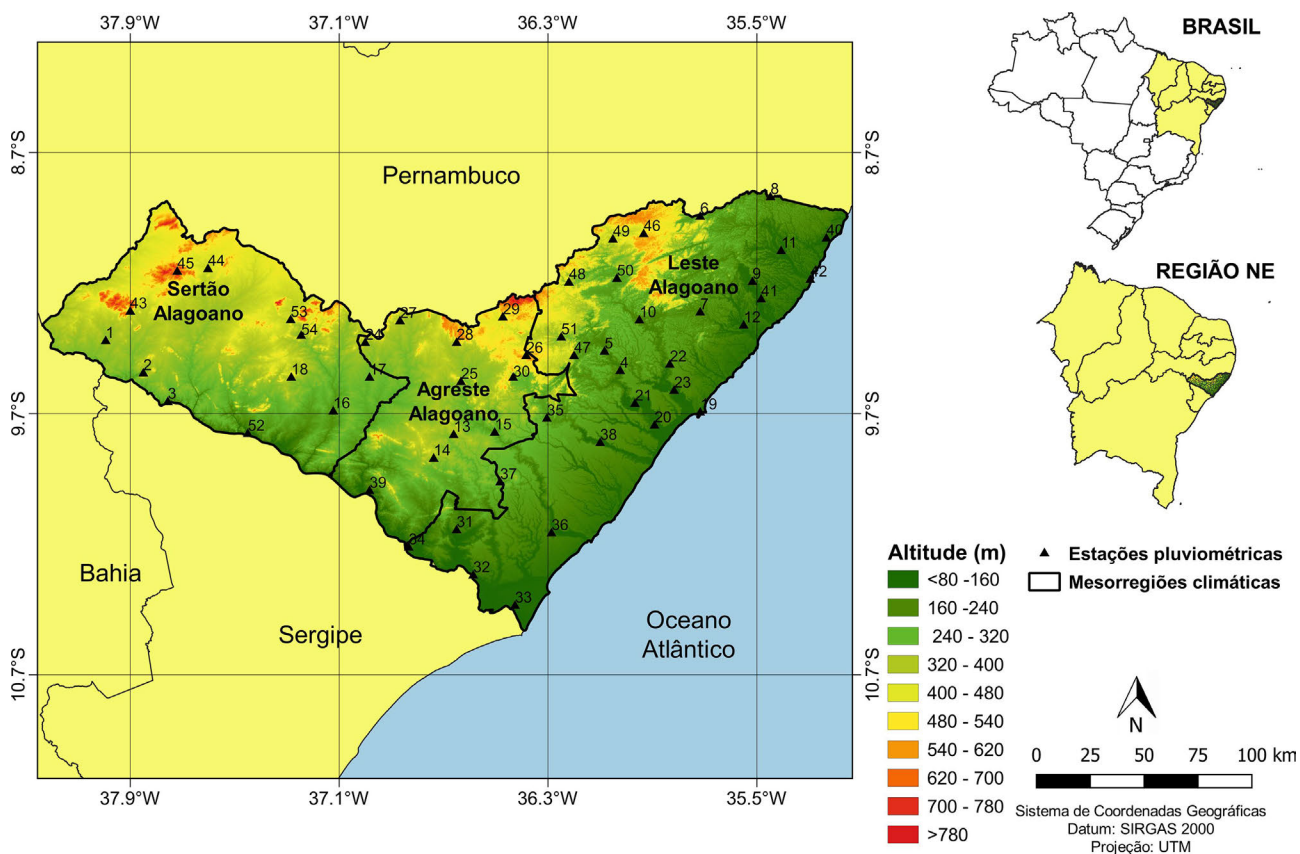 37.9°W 37.1°W 36.3°W 35.5°W
BRASIL
8.7°S 8.7°S
Pernambuco
8
6
40
49 46
11
45 44
Leste
Alagoano
48 50
9 42
Sertão
Alagoano
43
41
53 27 29
10 7
12
1
54 24 28
51
26 47 5
2
18 17 25 30
4 22
REGIÃO NE
Agreste
Alagoano
3
16
23
21
19
9.7°S 9.7°S
35
20
52
13 15
38
14
37
39
31
36
34
Altitude (m)
Estações pluviométricas
Bahia
32
<80 -160
Mesorregiões climáticas
33
160 -240
Sergipe
Oceano
Atlântico
240 - 320
320 - 400
10.7°S 10.7°S
400 - 480
480 - 540
N
540 - 620
0 25 50 75 100 km
620 - 700
700 - 780
Sistema de Coordenadas Geográficas
Datum: SIRGAS 2000
Projeção: UTM
>780
37.9°W 37.1°W 36.3°W 35.5°W